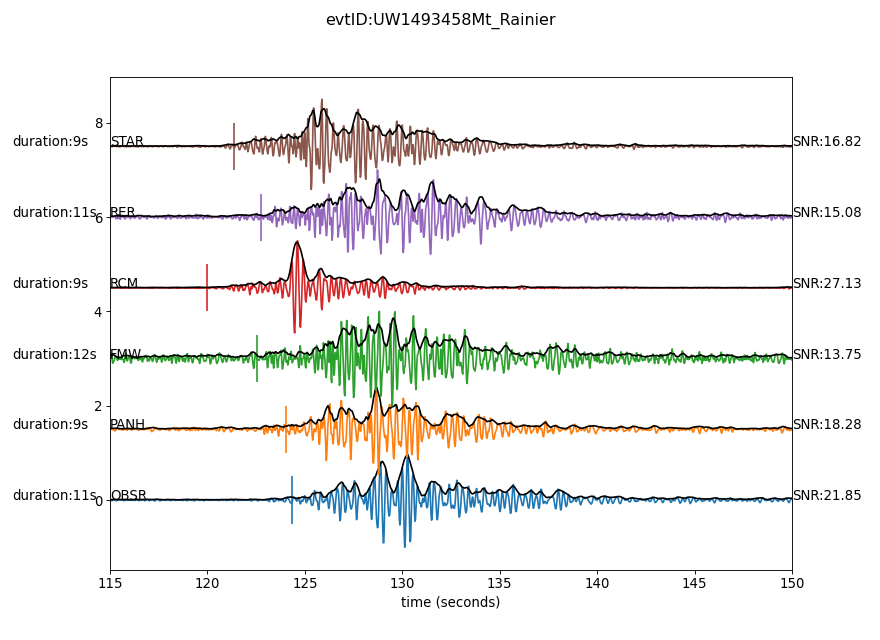 evtID:UW1493458Mt_Rainier
8
duration:9s STAR SNR:16.82
duration:11s RER SNR:15.08
6
duration:9s RCM SNR:27.13
4
duration:12s FMW SNR:13.75
2
duration:9s PANH SNR:18.28
duration:11s OBSR SNR:21.85
0
115 120 125 130 135 140 145 150
time (seconds)